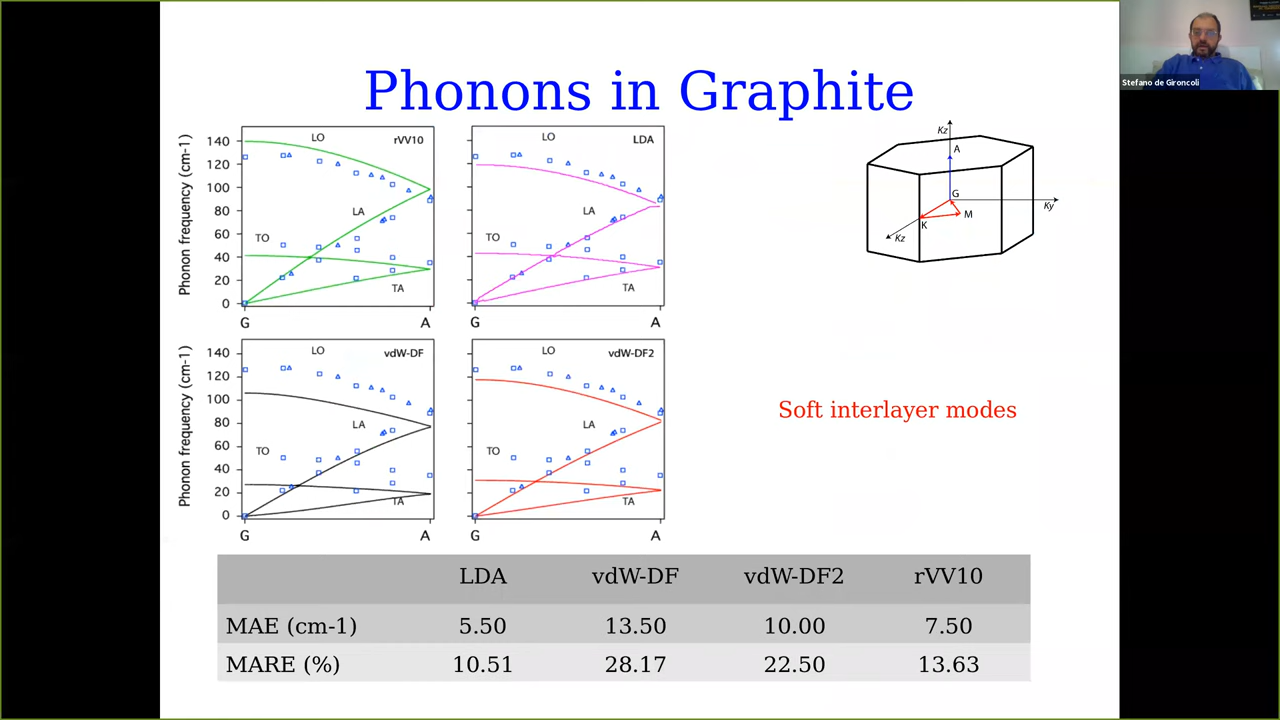 Phonons in Graphite
Stefano de Gironcoli
Phonon frequency (cm-1)
140
120
100
80
60
40
20
0
LO
rVV10
LA
TO
TA
G
A
LO
LDA
LA
TO
TA
G
A
Kz
A
G
Ky
M
K
Kz
Phonon frequency (cm-1)
140
120
100
80
60
40
20
0
LO
vdW-DF
LA
TO
TA
G
A
LO
vdW-DF2
LA
TO
TA
G
A
Soft interlayer modes
LDA vdW-DF vdW-DF2 rVV10
MAE (cm-1) 5.50 13.50 10.00 7.50
MARE (%) 10.51 28.17 22.50 13.63